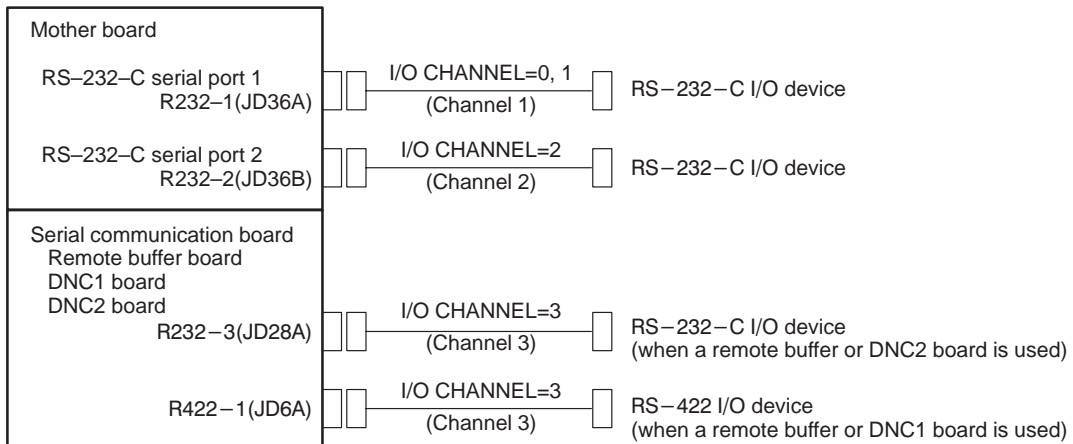 Mother board
RS–232–C serial port 1
R232–1(JD36A)
I/O CHANNEL=0, 1
(Channel 1)
RS−232−C I/O device
RS–232–C serial port 2
R232–2(JD36B)
I/O CHANNEL=2
(Channel 2)
RS−232−C I/O device
Serial communication board
Remote buffer board
DNC1 board
DNC2 board
R232−3(JD28A)
I/O CHANNEL=3
(Channel 3)
RS−232−C I/O device
(when a remote buffer or DNC2 board is used)
R422−1(JD6A)
I/O CHANNEL=3
(Channel 3)
RS−422 I/O device
(when a remote buffer or DNC1 board is used)